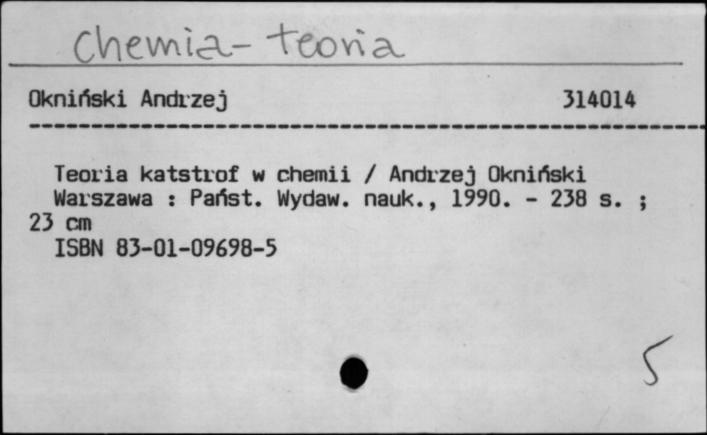 Chemia - teoria
Okniński Andrzej 314014
Teoria katstrof w chemii / Andrzej Okniński
Warszawa : Państ. Wydaw. nauk., 1990. - 238 s. ;
23 cm
ISBN 83-01-09698-5
5